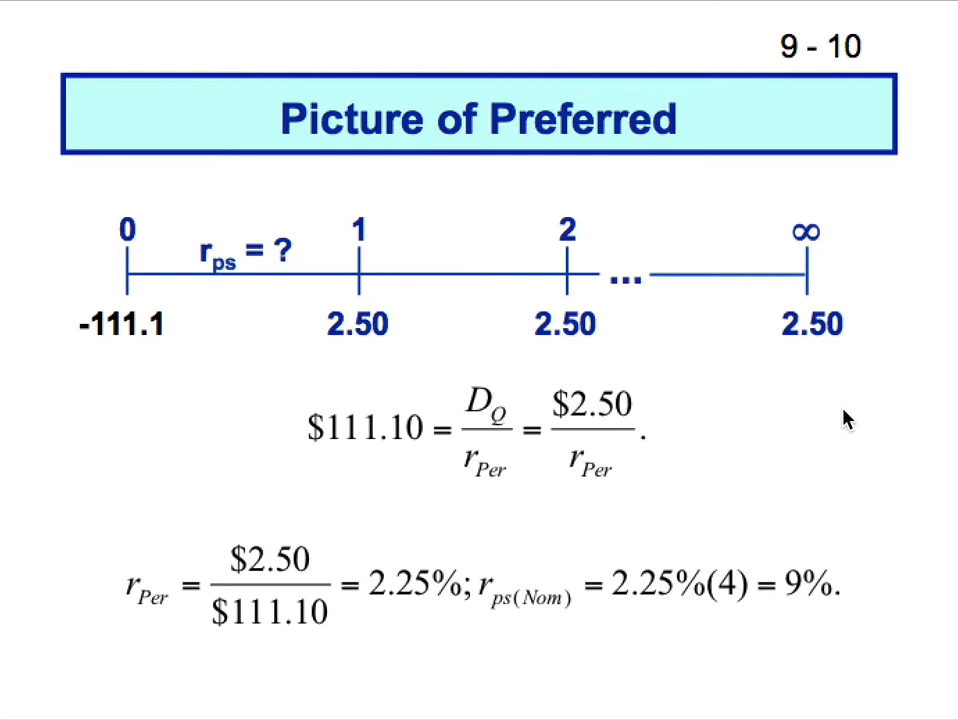 9 - 10
Picture of Preferred
0 1 2 ∞
r_ps = ?
...
-111.1 2.50 2.50 2.50
$111.10 = D_Q / r_Per = $2.50 / r_Per .
r_Per = $2.50 / $111.10 = 2.25%; r_ps(Nom) = 2.25%(4) = 9%.